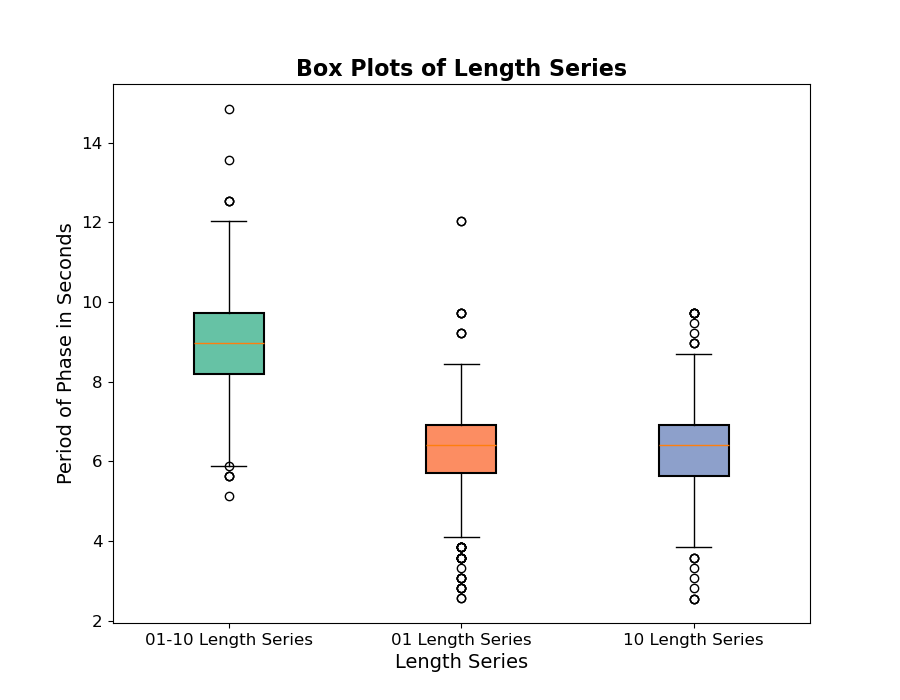 Box Plots of Length Series
Period of Phase in Seconds
14
12
10
8
6
4
2
01-10 Length Series
01 Length Series
10 Length Series
Length Series